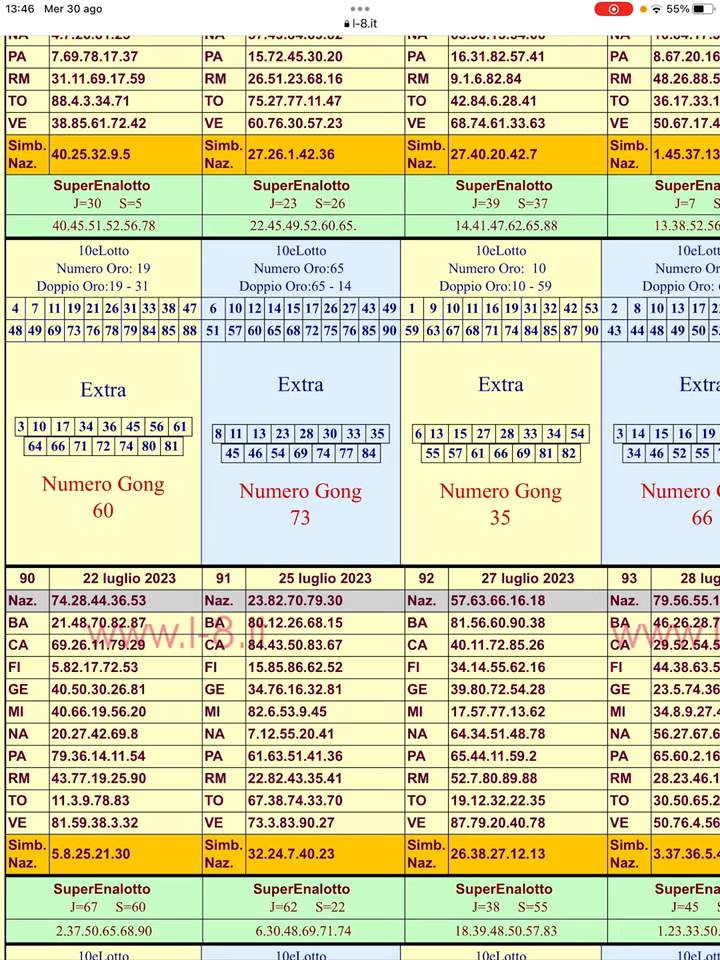 13:46 Mer 30 ago 55%
l-8.it
PA 7.69.78.17.37 PA 15.72.45.30.20 PA 16.31.82.57.41 PA 8.67.20.16
RM 31.11.69.17.59 RM 26.51.23.68.16 RM 9.1.6.82.84 RM 48.26.88.5
TO 88.4.3.34.71 TO 75.27.77.11.47 TO 42.84.6.28.41 TO 36.17.33.1
VE 38.85.61.72.42 VE 60.76.30.57.23 VE 68.74.61.33.63 VE 50.67.17.4
Simb. Naz. 40.25.32.9.5 Simb. Naz. 27.26.1.42.36 Simb. Naz. 27.40.20.42.7 Simb. Naz. 1.45.37.13
SuperEnalotto SuperEnalotto SuperEnalotto SuperEna
J=30 S=5 J=23 S=26 J=39 S=37 J=7 S
40.45.51.52.56.78 22.45.49.52.60.65. 14.41.47.62.65.88 13.38.52.56
10eLotto 10eLotto 10eLotto 10eLott
Numero Oro: 19 Numero Oro:65 Numero Oro: 10 Numero O
Doppio Oro:19 - 31 Doppio Oro:65 - 14 Doppio Oro:10 - 59 Doppio Oro:
4 7 11 19 21 26 31 33 38 47 6 10 12 14 15 17 26 27 43 49 1 9 10 11 16 19 31 32 42 53 2 8 10 13 17
48 49 69 73 76 78 79 84 85 88 51 57 60 65 68 72 75 76 85 90 59 63 67 68 71 74 84 85 87 90 43 44 48 49 50
Extra Extra Extra Extra
3 10 17 34 36 45 56 61 8 11 13 23 28 30 33 35 6 13 15 27 28 33 34 54 3 14 15 16 19
64 66 71 72 74 80 81 45 46 54 69 74 77 84 55 57 61 66 69 81 82 34 46 52 55
Numero Gong Numero Gong Numero Gong Numero
60 73 35 66
90 22 luglio 2023 91 25 luglio 2023 92 27 luglio 2023 93 28 lug
Naz. 74.28.44.36.53 Naz. 23.82.70.79.30 Naz. 57.63.66.16.18 Naz. 79.56.55.1
BA 21.48.70.82.87 BA 80.12.26.68.15 BA 81.56.60.90.38 BA 46.26.28.7
www.l-8.it
CA 69.26.11.79.29 CA 84.43.50.83.67 CA 40.11.72.85.26 CA 29.52.54.5
FI 5.82.17.72.53 FI 15.85.86.62.52 FI 34.14.55.62.16 FI 44.38.63.5
GE 40.50.30.26.81 GE 34.76.16.32.81 GE 39.80.72.54.28 GE 23.5.74.36
MI 40.66.19.56.20 MI 82.6.53.9.45 MI 17.57.77.13.62 MI 34.8.9.27.4
NA 20.27.42.69.8 NA 7.12.55.20.41 NA 64.34.51.48.78 NA 56.27.67.6
PA 79.36.14.11.54 PA 61.63.51.41.36 PA 65.44.11.59.2 PA 65.60.2.16
RM 43.77.19.25.90 RM 22.82.43.35.41 RM 52.7.80.89.88 RM 28.23.46.1
TO 11.3.9.78.83 TO 67.38.74.33.70 TO 19.12.32.22.35 TO 30.50.65.2
VE 81.59.38.3.32 VE 73.3.83.90.27 VE 87.79.20.40.78 VE 50.76.4.56
Simb. Naz. 5.8.25.21.30 Simb. Naz. 32.24.7.40.23 Simb. Naz. 26.38.27.12.13 Simb. Naz. 3.37.36.5.4
SuperEnalotto SuperEnalotto SuperEnalotto SuperEna
J=67 S=60 J=62 S=22 J=38 S=55 J=45 S
2.37.50.65.68.90 6.30.48.69.71.74 18.39.48.50.57.83 1.23.33.50.
10eLotto 10eLotto 10eLotto 10eLott